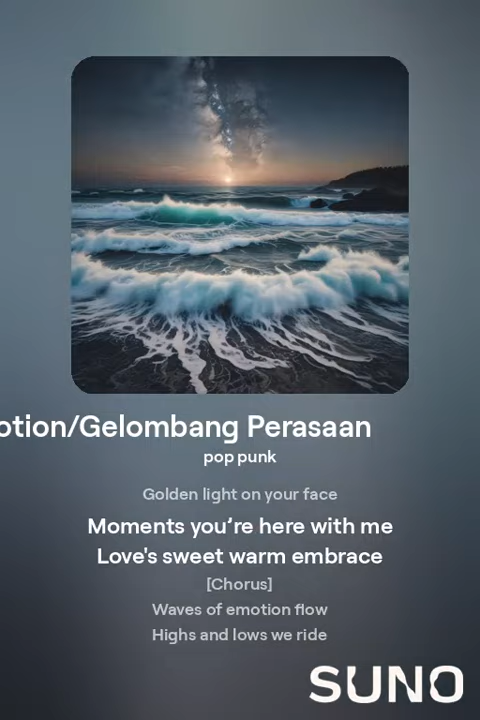 otion/Gelombang Perasaan
pop punk
Golden light on your face
Moments you’re here with me
Love's sweet warm embrace
[Chorus]
Waves of emotion flow
Highs and lows we ride
SUNO